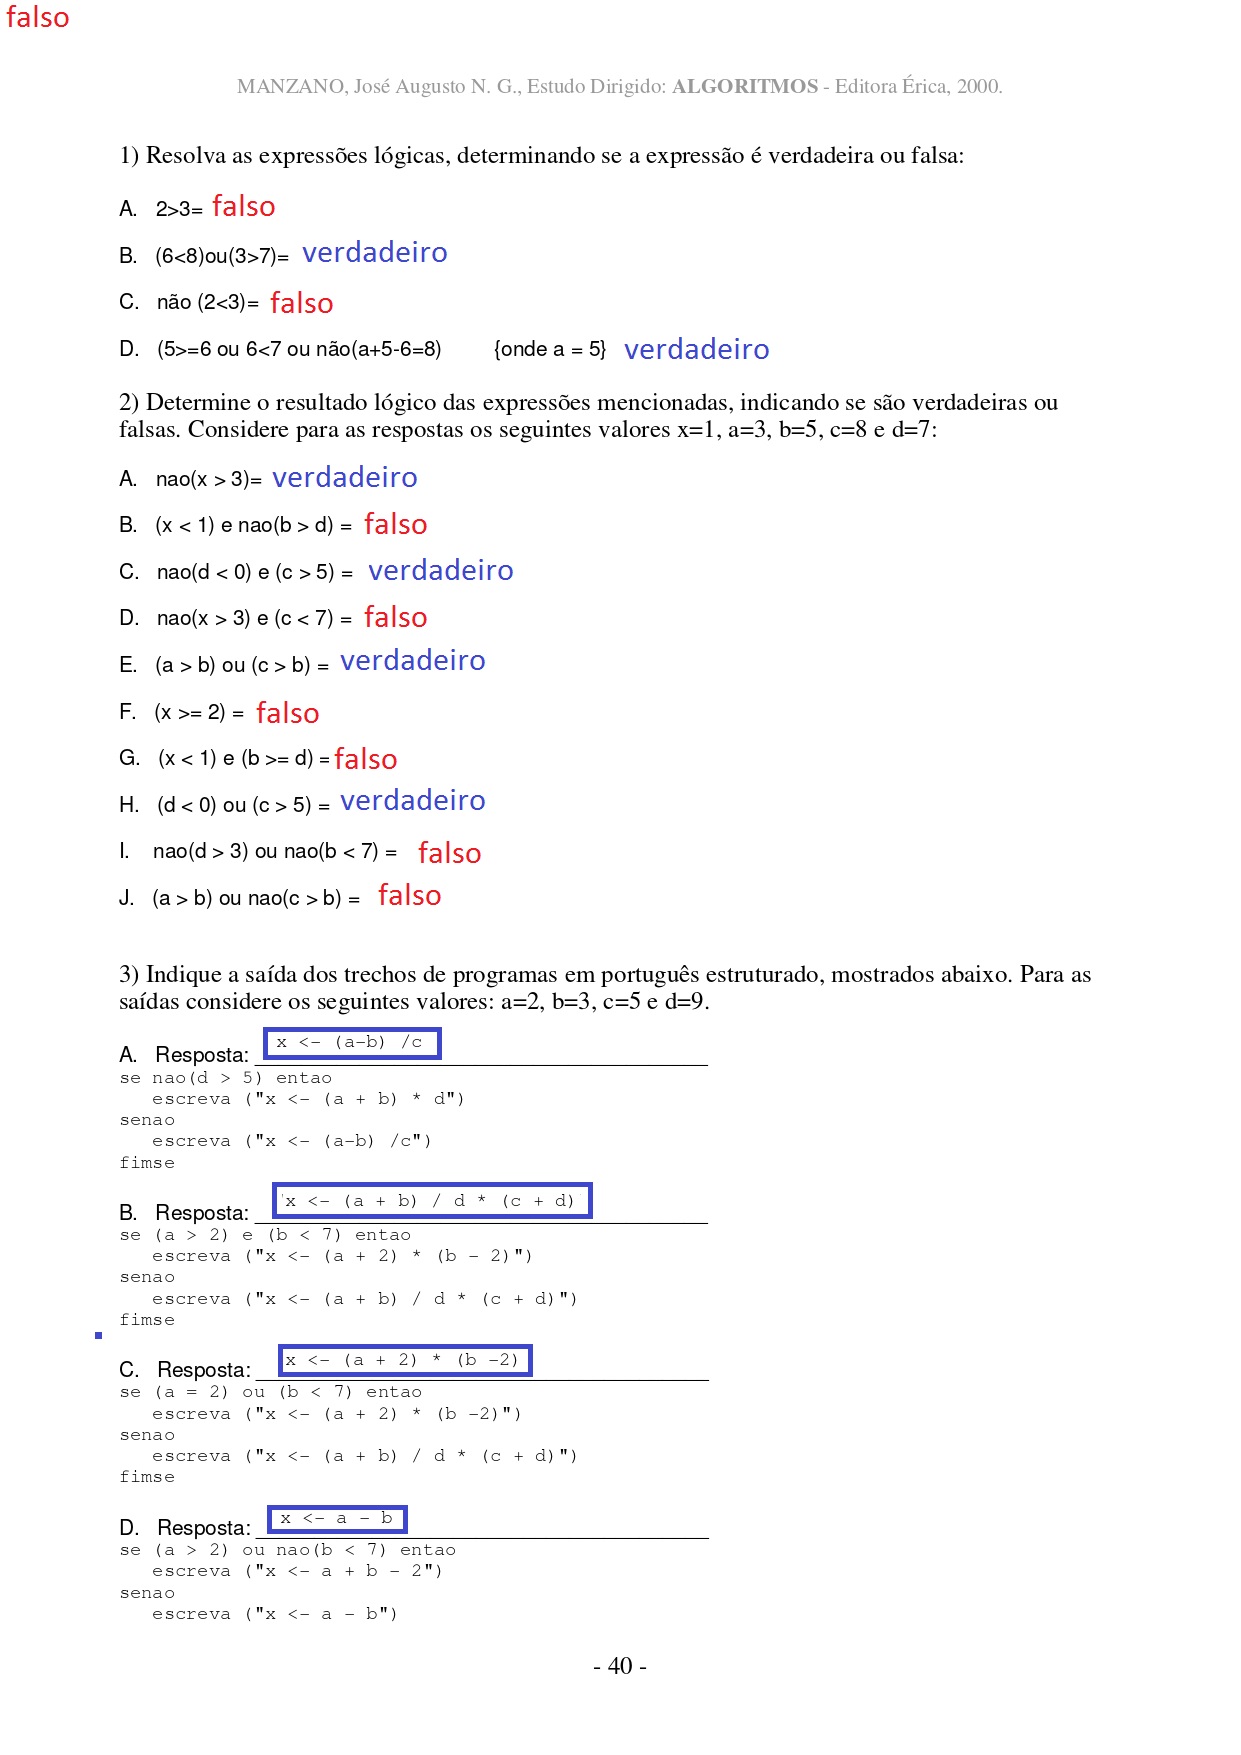 falso
MANZANO, José Augusto N. G., Estudo Dirigido: ALGORITMOS - Editora Érica, 2000.
1) Resolva as expressões lógicas, determinando se a expressão é verdadeira ou falsa:
A. 2>3= falso
B. (6<8)ou(3>7)= verdadeiro
C. não (2<3)= falso
D. (5>=6 ou 6<7 ou não(a+5-6=8) {onde a = 5} verdadeiro
2) Determine o resultado lógico das expressões mencionadas, indicando se são verdadeiras ou
falsas. Considere para as respostas os seguintes valores x=1, a=3, b=5, c=8 e d=7:
A. nao(x > 3)= verdadeiro
B. (x < 1) e nao(b > d) = falso
C. nao(d < 0) e (c > 5) = verdadeiro
D. nao(x > 3) e (c < 7) = falso
E. (a > b) ou (c > b) = verdadeiro
F. (x >= 2) = falso
G. (x < 1) e (b >= d) = falso
H. (d < 0) ou (c > 5) = verdadeiro
I. nao(d > 3) ou nao(b < 7) = falso
J. (a > b) ou nao(c > b) = falso
3) Indique a saída dos trechos de programas em português estruturado, mostrados abaixo. Para as
saídas considere os seguintes valores: a=2, b=3, c=5 e d=9.
A. Resposta: x <- (a-b) /c
se nao(d > 5) entao
escreva ("x <- (a + b) * d")
senao
escreva ("x <- (a-b) /c")
fimse
B. Resposta: 'x <- (a + b) / d * (c + d)
se (a > 2) e (b < 7) entao
escreva ("x <- (a + 2) * (b - 2)")
senao
escreva ("x <- (a + b) / d * (c + d)")
fimse
C. Resposta: x <- (a + 2) * (b -2)
se (a = 2) ou (b < 7) entao
escreva ("x <- (a + 2) * (b -2)")
senao
escreva ("x <- (a + b) / d * (c + d)")
fimse
D. Resposta: x <- a - b
se (a > 2) ou nao(b < 7) entao
escreva ("x <- a + b - 2")
senao
escreva ("x <- a - b")
- 40 -